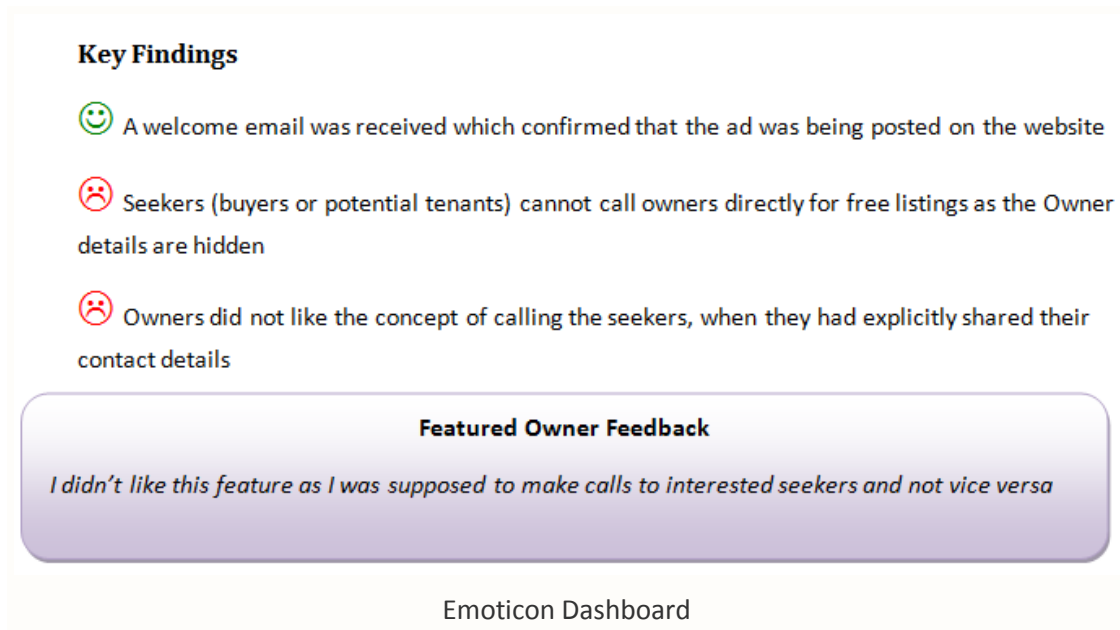 Key Findings
A welcome email was received which confirmed that the ad was being posted on the website
Seekers (buyers or potential tenants) cannot call owners directly for free listings as the Owner
details are hidden
Owners did not like the concept of calling the seekers, when they had explicitly shared their
contact details
Featured Owner Feedback
I didn't like this feature as I was supposed to make calls to interested seekers and not vice versa
Emoticon Dashboard